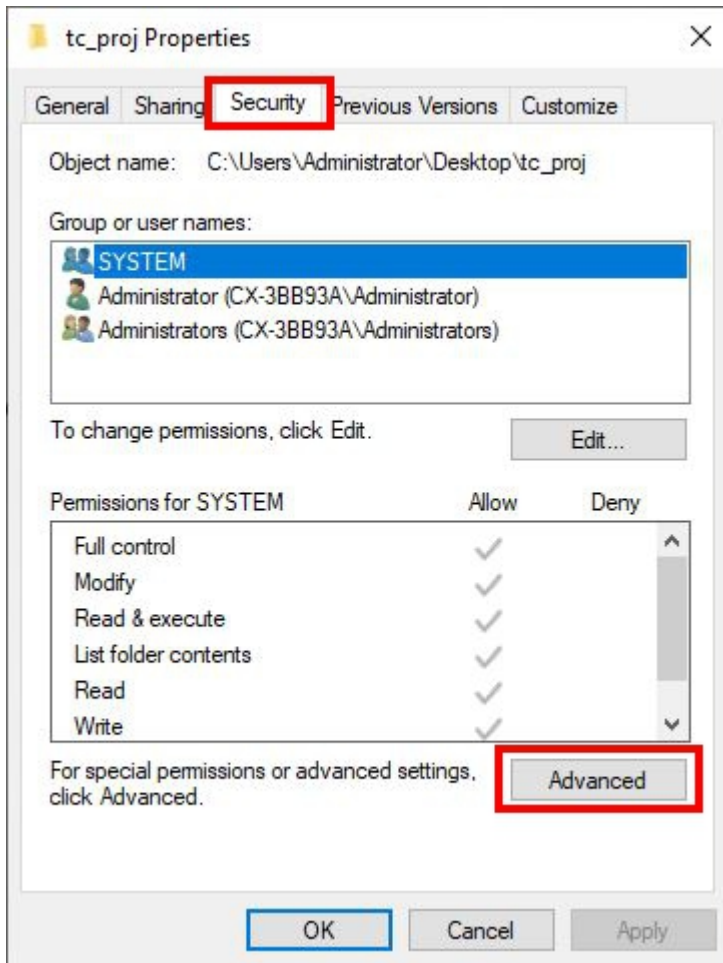 tc_proj Properties
General Sharing Security Previous Versions Customize
Object name: C:\Users\Administrator\Desktop\tc_proj
Group or user names:
SYSTEM
Administrator (CX-3BB93A\Administrator)
Administrators (CX-3BB93A\Administrators)
To change permissions, click Edit.
Edit...
Permissions for SYSTEM Allow Deny
Full control
Modify
Read & execute
List folder contents
Read
Write
For special permissions or advanced settings,
click Advanced.
Advanced
OK Cancel Apply